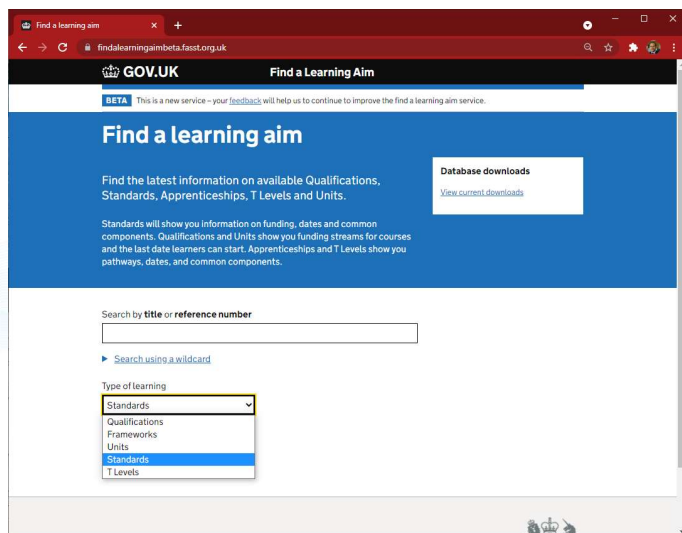 Find a learning aim
findalearningaimbeta.fasst.org.uk
GOV.UK
Find a Learning Aim
BETA This is a new service – your feedback will help us to continue to improve the find a learning aim service.
Find a learning aim
Find the latest information on available Qualifications,
Standards, Apprenticeships, T Levels and Units.
Standards will show you information on funding, dates and common
components. Qualifications and Units show you funding streams for courses
and the last date learners can start. Apprenticeships and T Levels show you
pathways, dates, and common components.
Database downloads
View current downloads
Search by title or reference number
Search using a wildcard
Type of learning
Standards
Qualifications
Frameworks
Units
Standards
T Levels